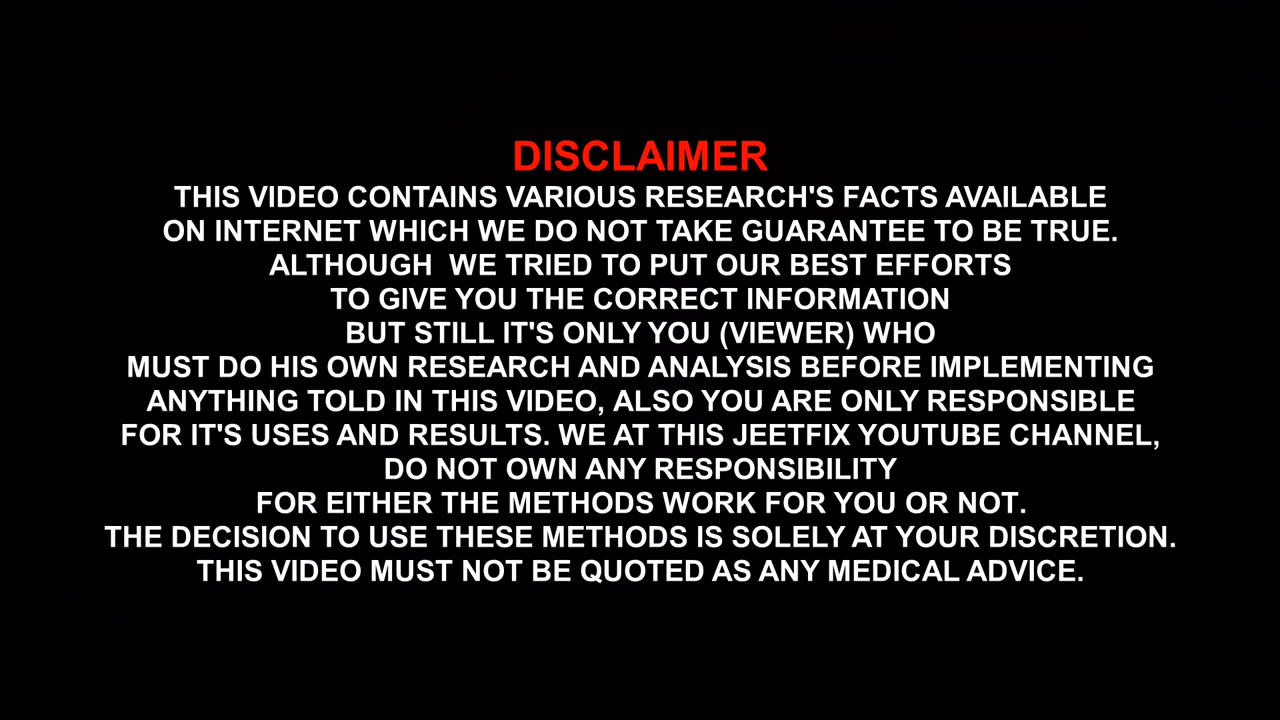 DISCLAIMER
THIS VIDEO CONTAINS VARIOUS RESEARCH'S FACTS AVAILABLE
ON INTERNET WHICH WE DO NOT TAKE GUARANTEE TO BE TRUE.
ALTHOUGH  WE TRIED TO PUT OUR BEST EFFORTS
TO GIVE YOU THE CORRECT INFORMATION
BUT STILL IT'S ONLY YOU (VIEWER) WHO
MUST DO HIS OWN RESEARCH AND ANALYSIS BEFORE IMPLEMENTING
ANYTHING TOLD IN THIS VIDEO, ALSO YOU ARE ONLY RESPONSIBLE
FOR IT'S USES AND RESULTS. WE AT THIS JEETFIX YOUTUBE CHANNEL,
DO NOT OWN ANY RESPONSIBILITY
FOR EITHER THE METHODS WORK FOR YOU OR NOT.
THE DECISION TO USE THESE METHODS IS SOLELY AT YOUR DISCRETION.
THIS VIDEO MUST NOT BE QUOTED AS ANY MEDICAL ADVICE.